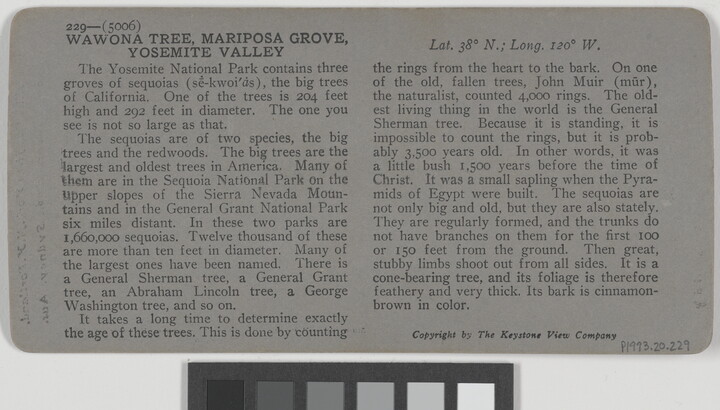 229—(5006)
WAWONA TREE, MARIPOSA GROVE,
YOSEMITE VALLEY
The Yosemite National Park contains three
groves of sequoias (sê-kwoi'ȧs), the big trees
of California. One of the trees is 204 feet
high and 292 feet in diameter. The one you
see is not so large as that.
The sequoias are of two species, the big
trees and the redwoods. The big trees are the
largest and oldest trees in America. Many of
them are in the Sequoia National Park on the
upper slopes of the Sierra Nevada Moun-
tains and in the General Grant National Park
six miles distant. In these two parks are
1,660,000 sequoias. Twelve thousand of these
are more than ten feet in diameter. Many of
the largest ones have been named. There is
a General Sherman tree, a General Grant
tree, an Abraham Lincoln tree, a George
Washington tree, and so on.
It takes a long time to determine exactly
the age of these trees. This is done by counting
Lat. 38° N.; Long. 120° W.
the rings from the heart to the bark. On one
of the old, fallen trees, John Muir (mūr),
the naturalist, counted 4,000 rings. The old-
est living thing in the world is the General
Sherman tree. Because it is standing, it is
impossible to count the rings, but it is prob-
ably 3,500 years old. In other words, it was
a little bush 1,500 years before the time of
Christ. It was a small sapling when the Pyra-
mids of Egypt were built. The sequoias are
not only big and old, but they are also stately.
They are regularly formed, and the trunks do
not have branches on them for the first 100
or 150 feet from the ground. Then great,
stubby limbs shoot out from all sides. It is a
cone-bearing tree, and its foliage is therefore
feathery and very thick. Its bark is cinnamon-
brown in color.
Copyright by The Keystone View Company
P1993.20.229